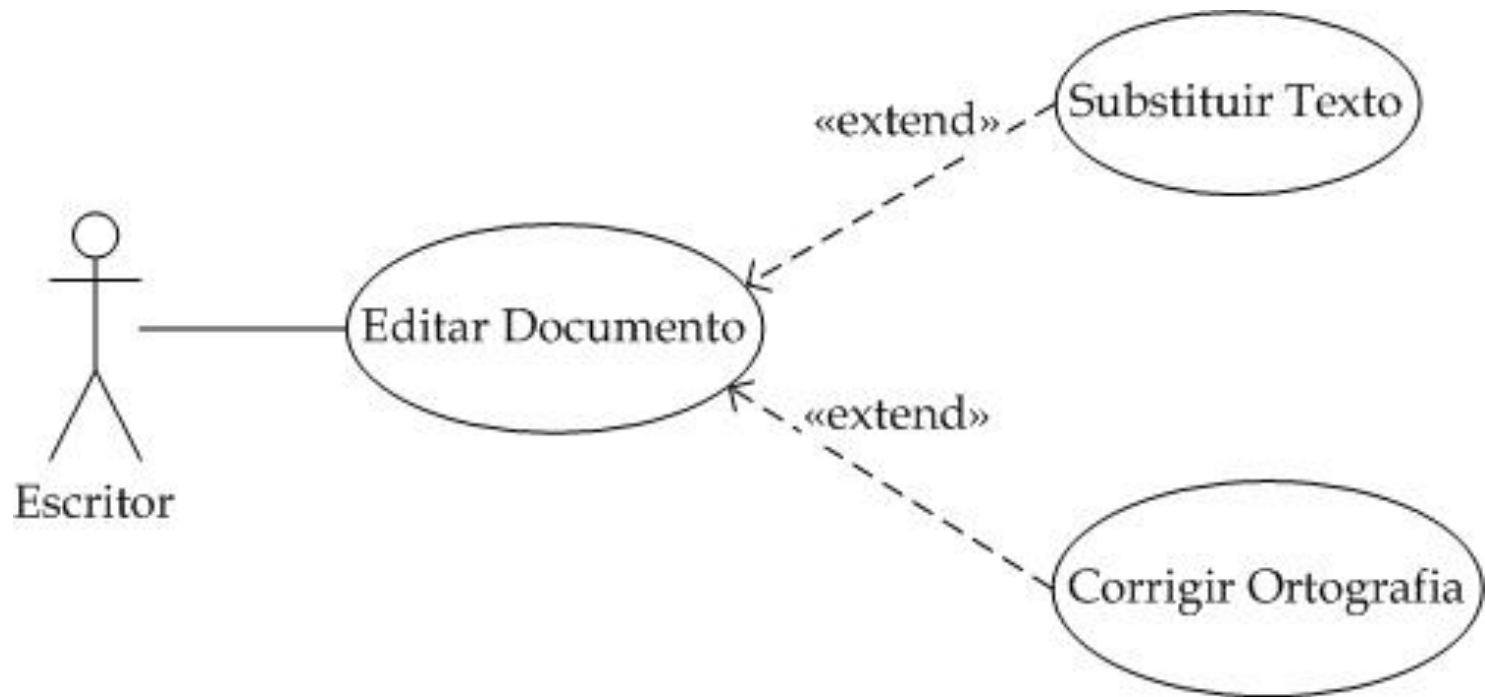 Substituir Texto
«extend»
Editar Documento
«extend»
Escritor
Corrigir Ortografia